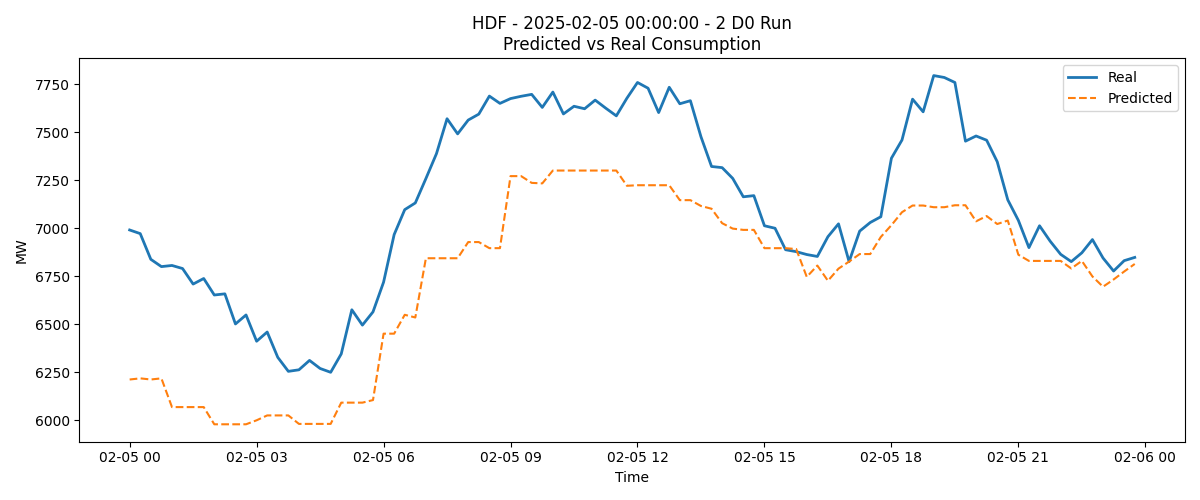 HDF - 2025-02-05 00:00:00 - 2 D0 Run
Predicted vs Real Consumption
Real
Predicted
MW
7750
7500
7250
7000
6750
6500
6250
6000
02-05 00
02-05 03
02-05 06
02-05 09
02-05 12
02-05 15
02-05 18
02-05 21
02-06 00
Time